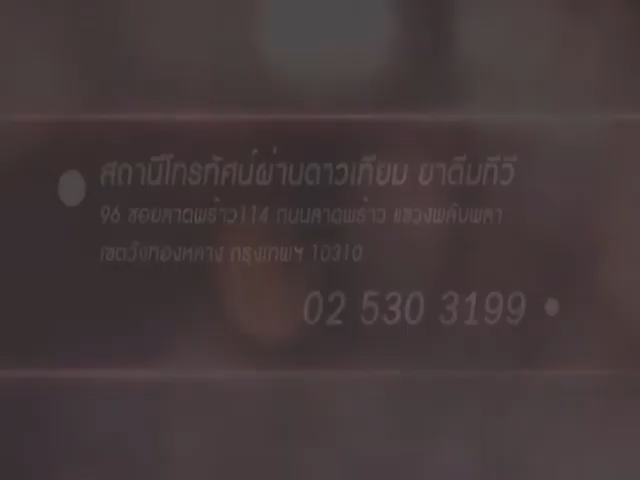 สถานีโทรทัศน์ผ่านดาวเทียม ยาตีมทีวี
96 ซอยลาดพร้าว114 ถนนลาดพร้าว แขวงพลับพลา
เขตวังทองหลาง กรุงเทพฯ 10310
02 530 3199